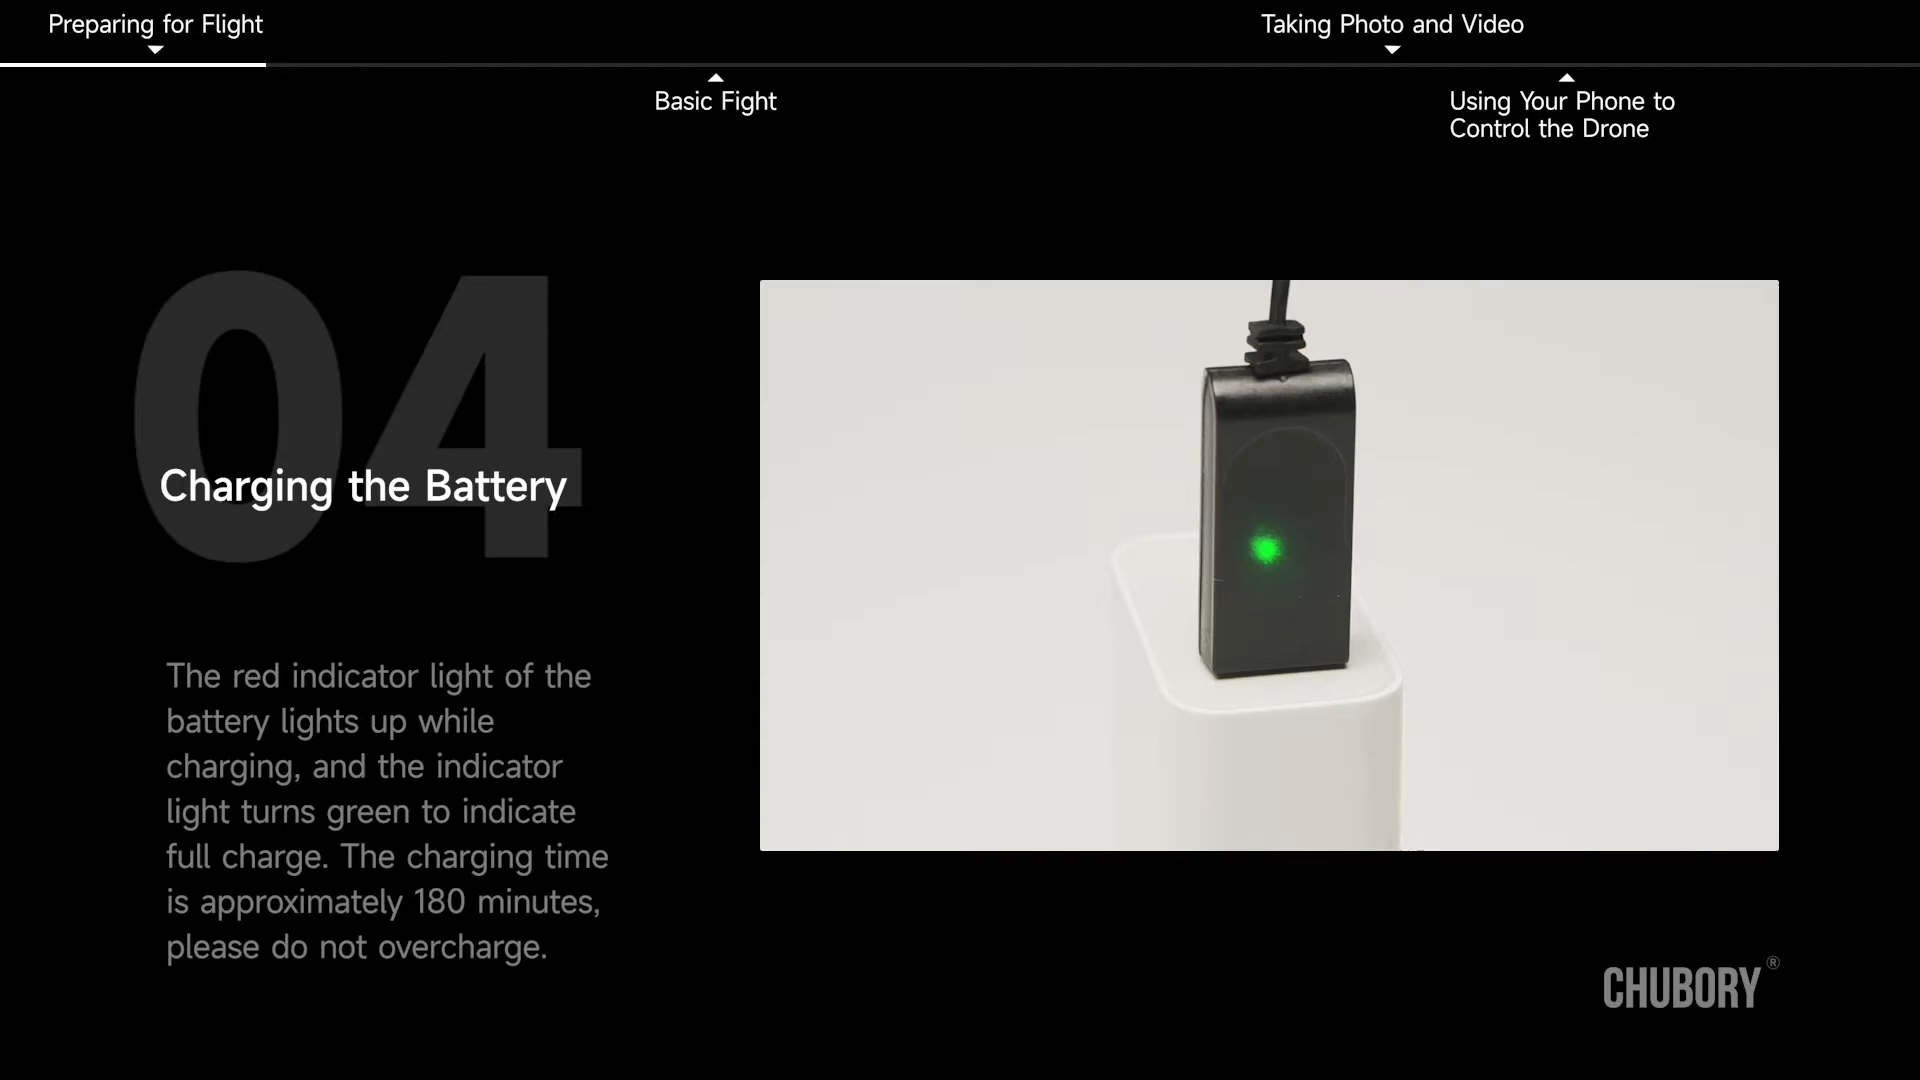 Preparing for Flight
Taking Photo and Video
Basic Fight
Using Your Phone to
Control the Drone
04
Charging the Battery
The red indicator light of the
battery lights up while
charging, and the indicator
light turns green to indicate
full charge. The charging time
is approximately 180 minutes,
please do not overcharge.
CHUBORY®